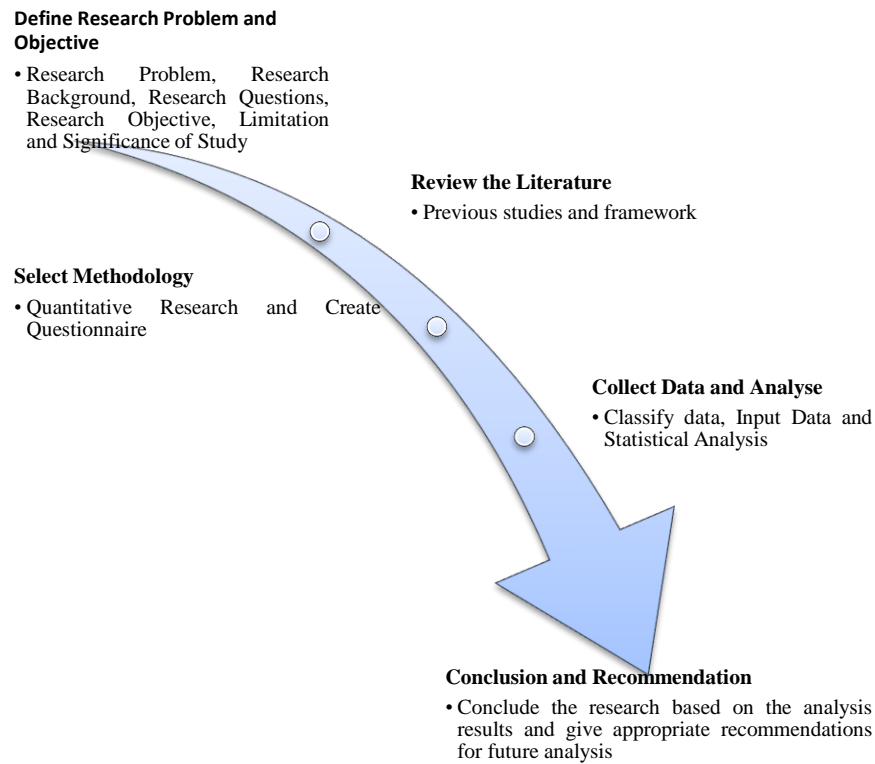 Define Research Problem and
Objective
• Research Problem, Research
Background, Research Questions,
Research Objective, Limitation
and Significance of Study
Review the Literature
• Previous studies and framework
Select Methodology
• Quantitative Research and Create
Questionnaire
Collect Data and Analyse
• Classify data, Input Data and
Statistical Analysis
Conclusion and Recommendation
• Conclude the research based on the analysis
results and give appropriate recommendations
for future analysis